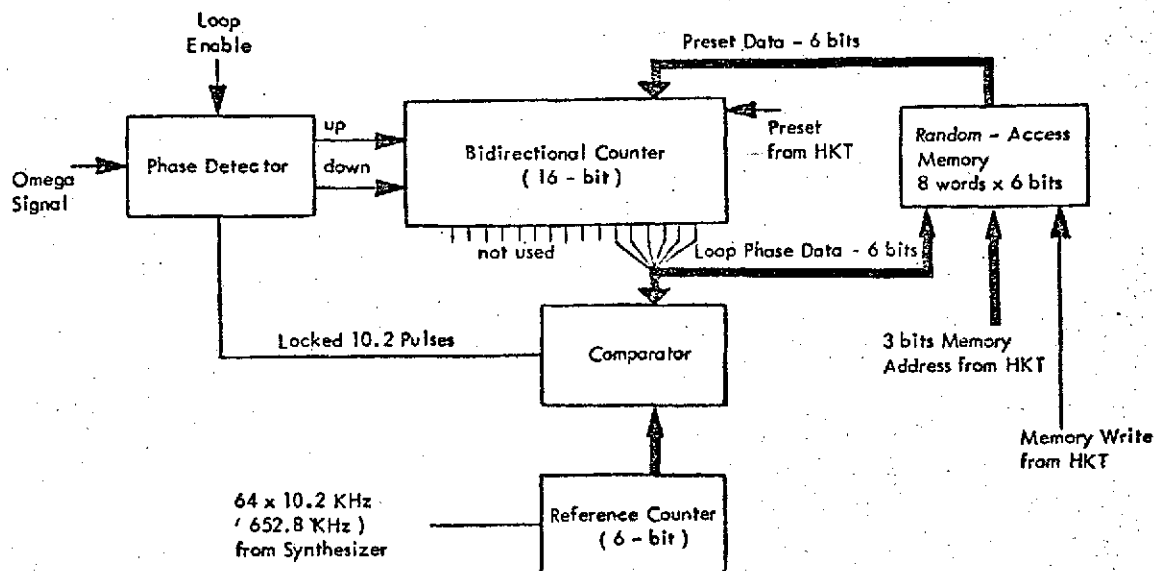 Loop
Enable
Preset Data - 6 bits
up
down
Phase Detector
Omega
Signal
Bidirectional Counter
( 16 - bit )
Preset
from HKT
Random - Access
Memory
8 words x 6 bits
not used
Loop Phase Data - 6 bits
Locked 10.2 Pulses
Comparator
3 bits Memory
Address from HKT
Memory Write
from HKT
64 x 10.2 KHz
( 652.8 KHz )
from Synthesizer
Reference Counter
( 6 - bit )